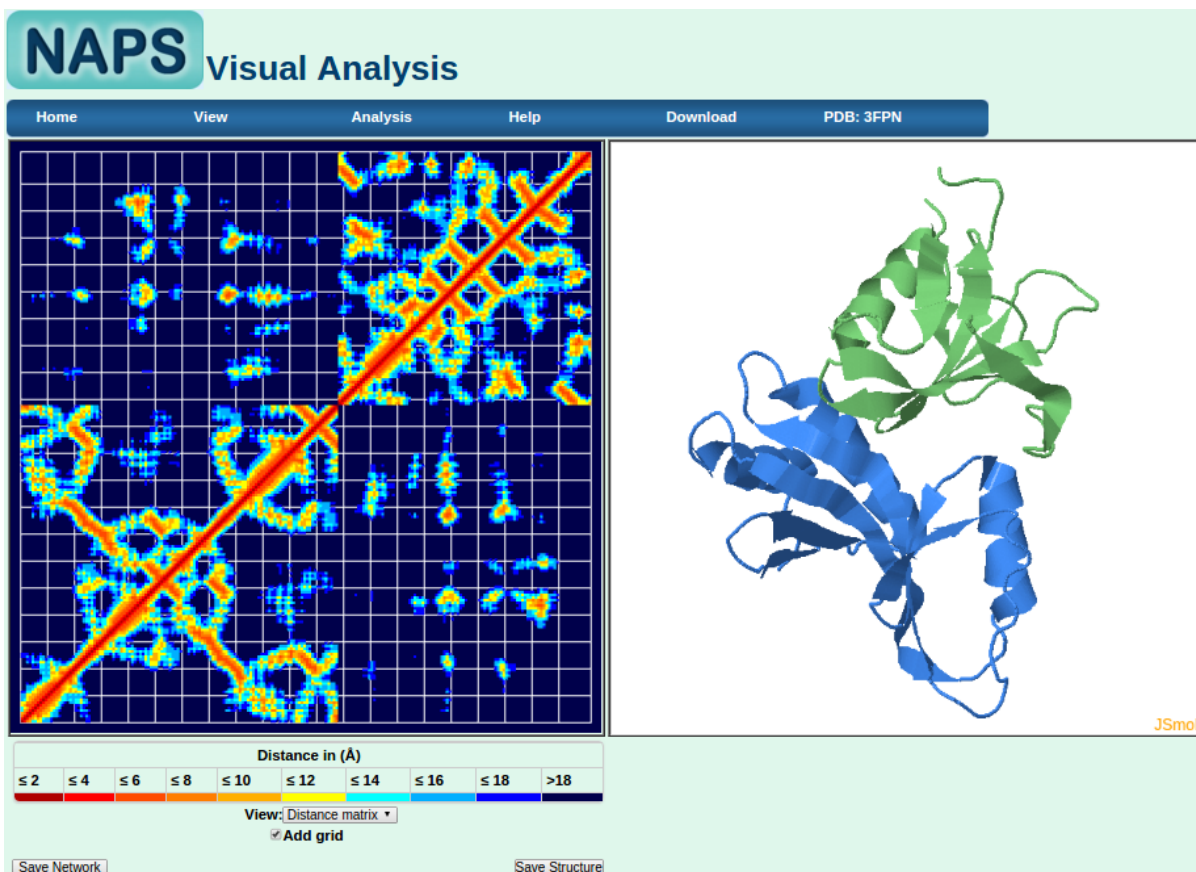 NAPS Visual Analysis
Home View Analysis Help Download PDB: 3FPN
JSmol
Distance in (Å)
≤ 2 ≤ 4 ≤ 6 ≤ 8 ≤ 10 ≤ 12 ≤ 14 ≤ 16 ≤ 18 >18
View: Distance matrix
Add grid
Save Network Save Structure